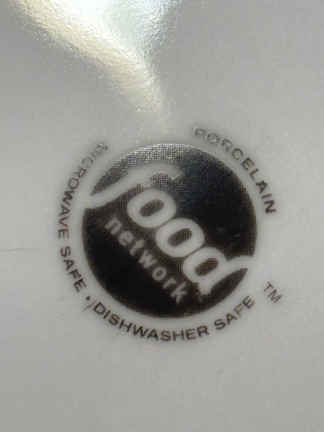 PORCELAIN
food
network
™
MICROWAVE SAFE • DISHWASHER SAFE